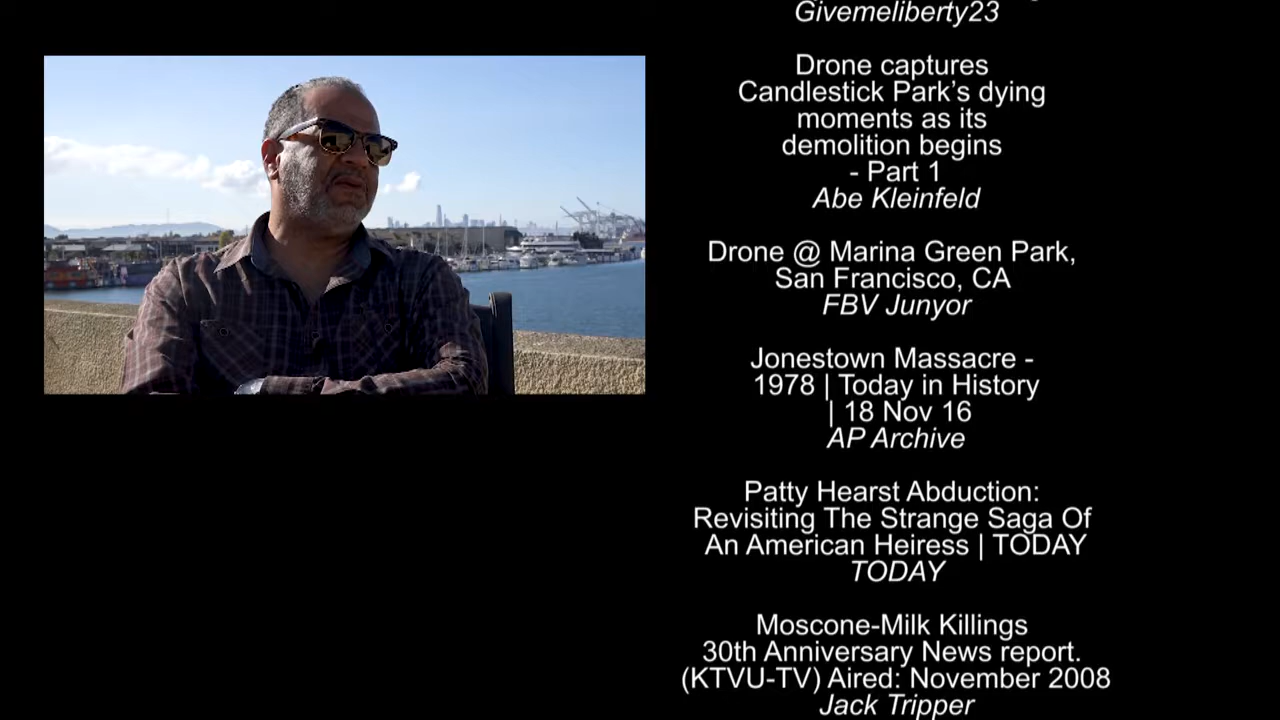 Givemeliberty23
Drone captures
Candlestick Park’s dying
moments as its
demolition begins
- Part 1
Abe Kleinfeld
Drone @ Marina Green Park,
San Francisco, CA
FBV Junyor
Jonestown Massacre -
1978 | Today in History
| 18 Nov 16
AP Archive
Patty Hearst Abduction:
Revisiting The Strange Saga Of
An American Heiress | TODAY
TODAY
Moscone-Milk Killings
30th Anniversary News report.
(KTVU-TV) Aired: November 2008
Jack Tripper